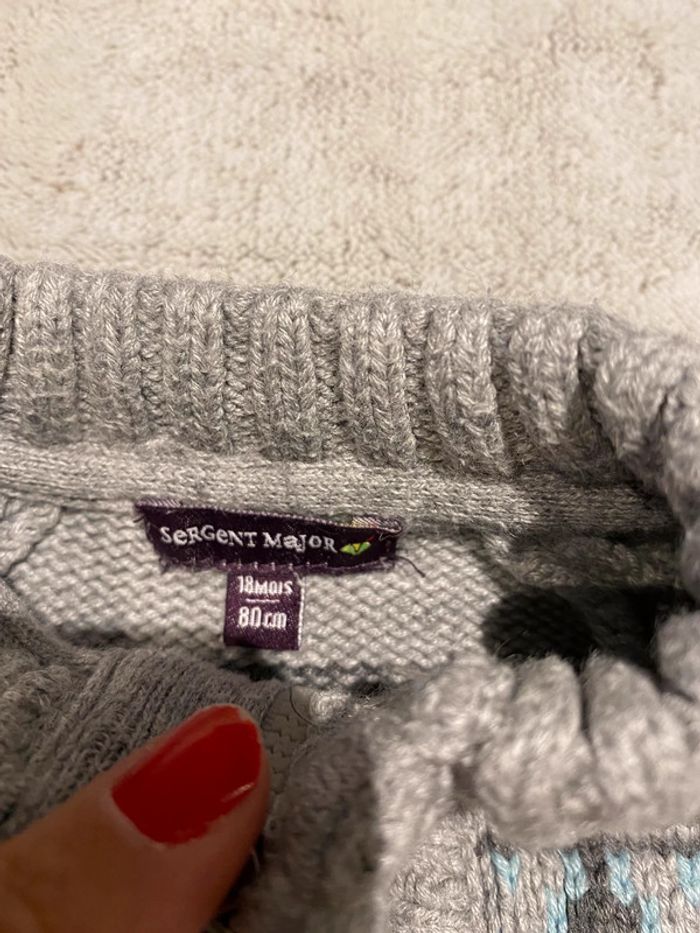 SeRGeNT MaJOR
18MOIS
80cm